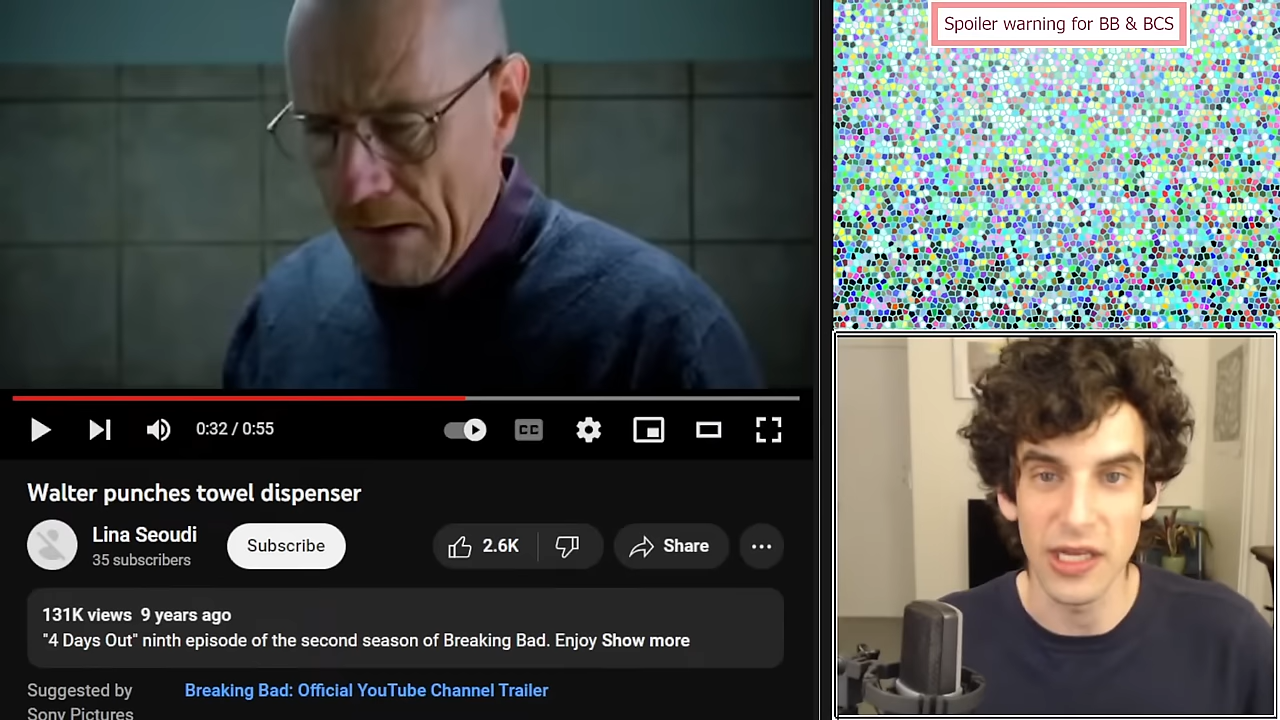 Spoiler warning for BB & BCS
0:32 / 0:55
CC
Walter punches towel dispenser
Lina Seoudi
35 subscribers
Subscribe
2.6K
Share
131K views 9 years ago
"4 Days Out" ninth episode of the second season of Breaking Bad. Enjoy Show more
Suggested by
Sony Pictures
Breaking Bad: Official YouTube Channel Trailer